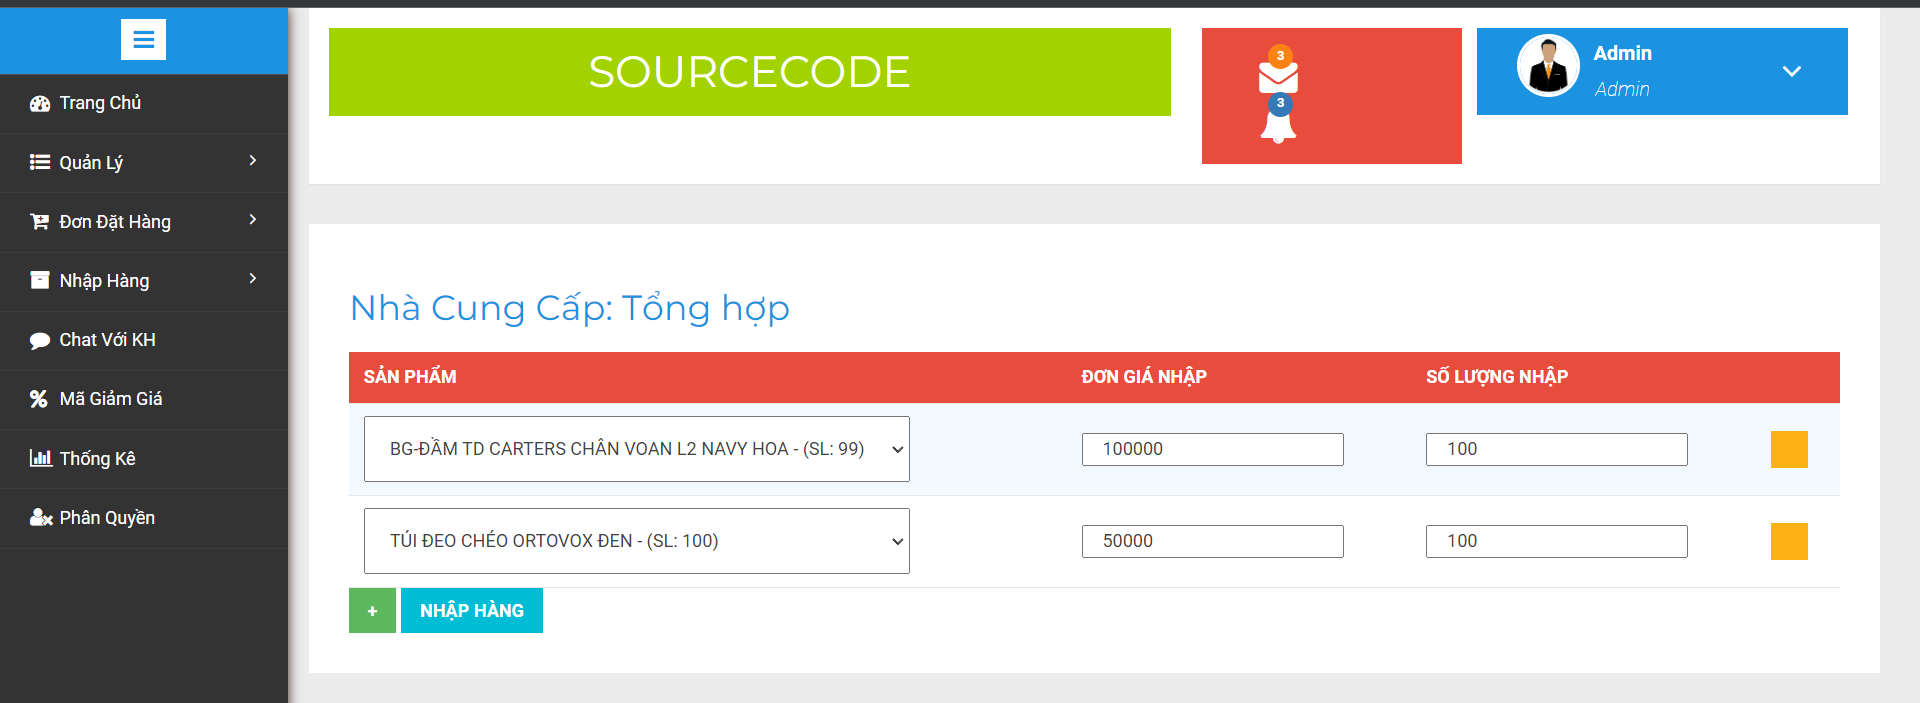 SOURCECODE
3
3
Admin
Admin
Trang Chủ
Quản Lý
Đơn Đặt Hàng
Nhập Hàng
Chat Với KH
Mã Giảm Giá
Thống Kê
Phân Quyền
Nhà Cung Cấp: Tổng hợp
SẢN PHẨM ĐƠN GIÁ NHẬP SỐ LƯỢNG NHẬP
BG-ĐẦM TD CARTERS CHÂN VOAN L2 NAVY HOA - (SL: 99) 100000 100
TÚI ĐEO CHÉO ORTOVOX ĐEN - (SL: 100) 50000 100
+ NHẬP HÀNG